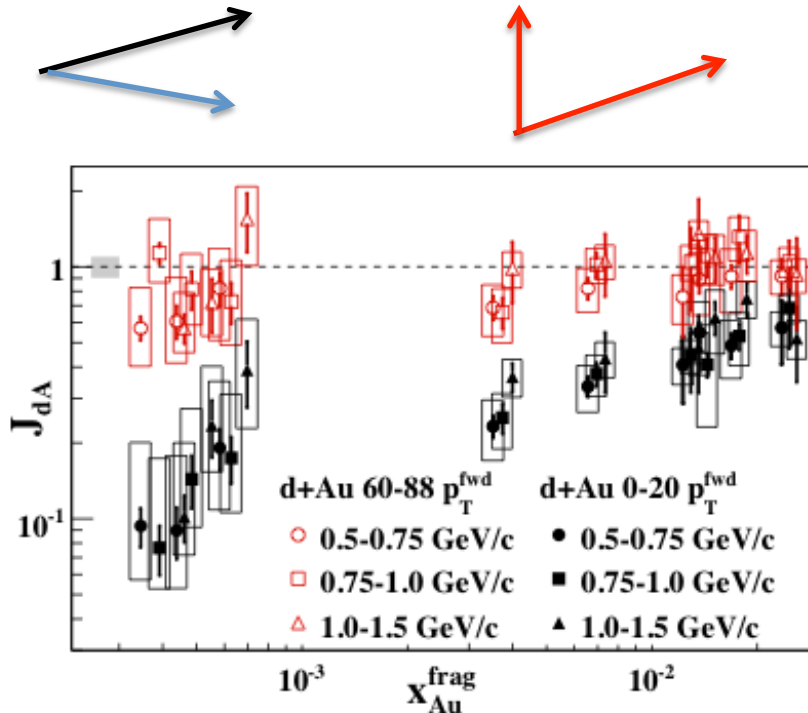 1
10⁻¹
J_dA
d+Au 60-88 p_T^fwd d+Au 0-20 p_T^fwd
0.5-0.75 GeV/c 0.5-0.75 GeV/c
0.75-1.0 GeV/c 0.75-1.0 GeV/c
1.0-1.5 GeV/c 1.0-1.5 GeV/c
10⁻³ 10⁻²
x_Au^frag